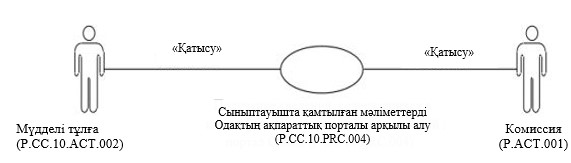 «Қатысу»
«Қатысу»
Сыныптауышта қамтылған мәліметтерді
Одақтың ақпараттық порталы арқылы алу
(P.CC.10.PRC.004)
Мүдделі тұлға
(P.CC.10.ACT.002)
Комиссия
(P.ACT.001)